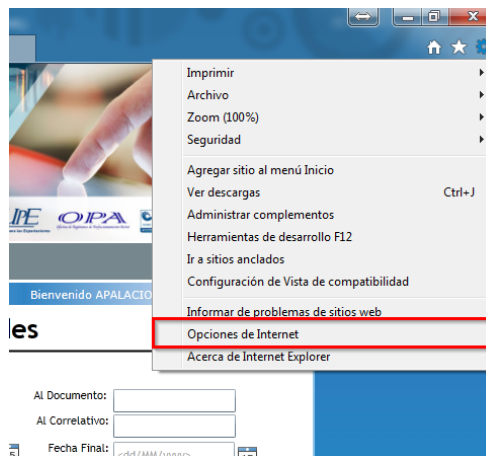 Imprimir
Archivo
Zoom (100%)
Seguridad
Agregar sitio al menú Inicio
Ver descargas Ctrl+J
Administrar complementos
Herramientas de desarrollo F12
Ir a sitios anclados
Configuración de Vista de compatibilidad
Informar de problemas de sitios web
Opciones de Internet
Acerca de Internet Explorer
OPA
Bienvenido APALACIO
les
Al Documento:
Al Correlativo:
Fecha Final: